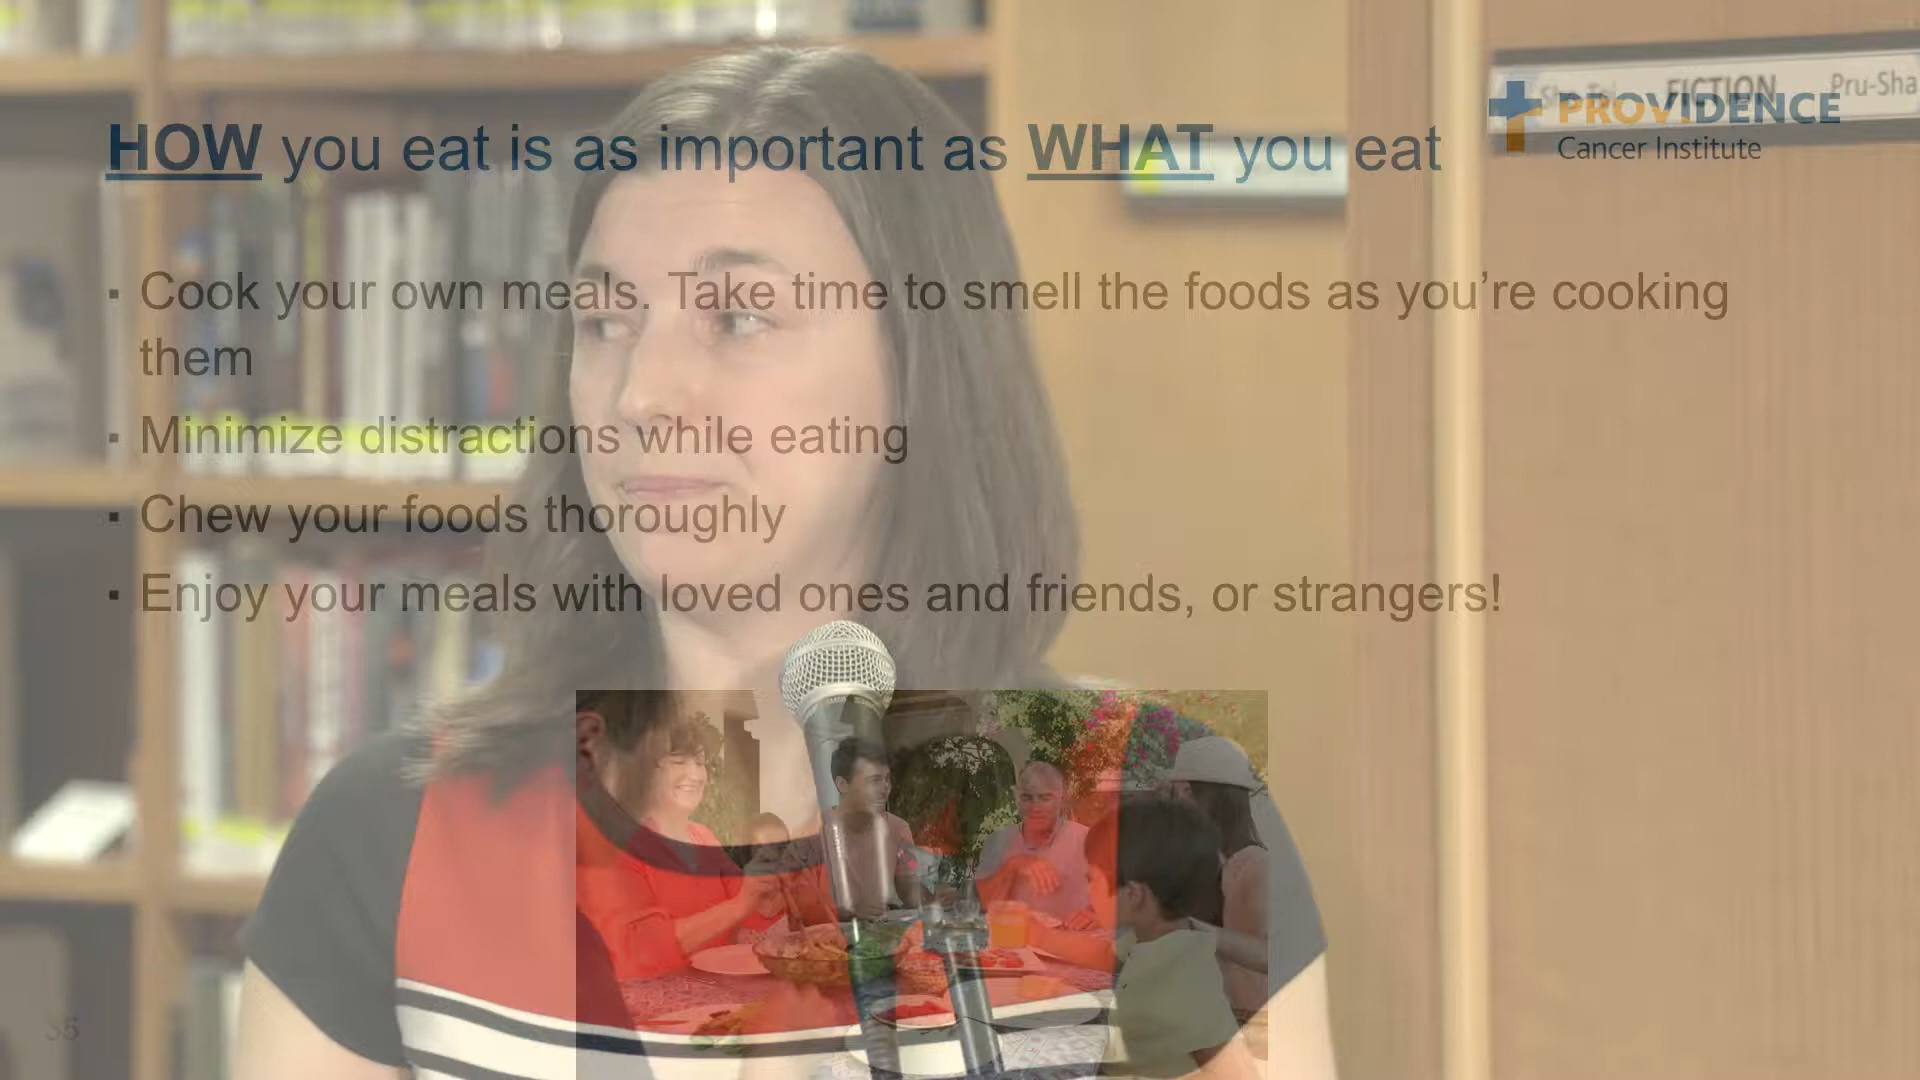 HOW you eat is as important as WHAT you eat
PROVIDENCE
Cancer Institute
FICTION
Pru-Sha
▪ Cook your own meals. Take time to smell the foods as you’re cooking
them
▪ Minimize distractions while eating
▪ Chew your foods thoroughly
▪ Enjoy your meals with loved ones and friends, or strangers!
35